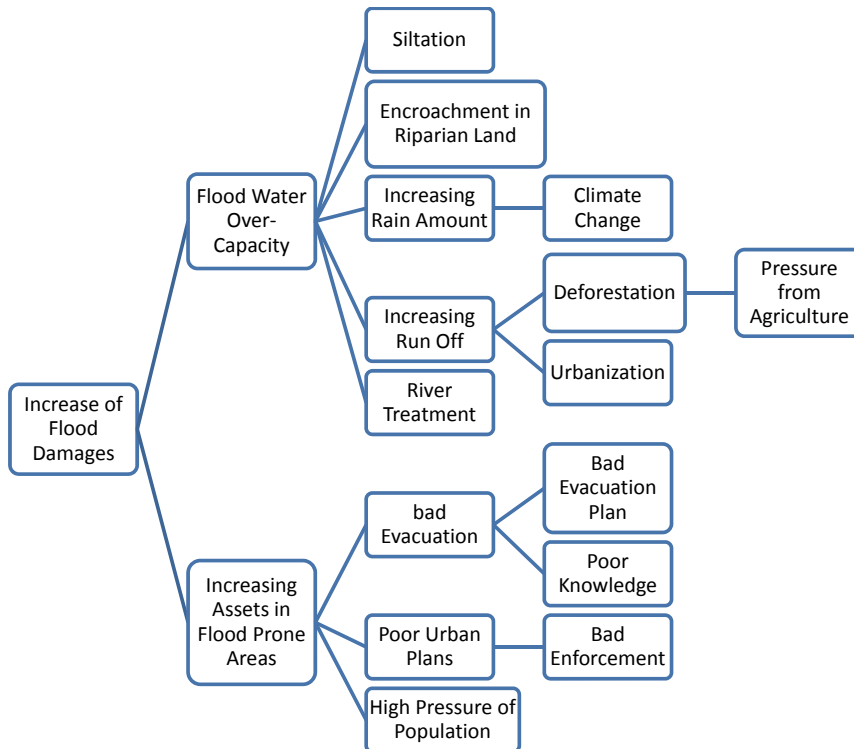 Siltation
Encroachment in
Riparian Land
Flood Water
Over-
Capacity
Increasing
Rain Amount
Climate
Change
Increasing
Run Off
Deforestation
Pressure
from
Agriculture
Urbanization
River
Treatment
Increase of
Flood
Damages
bad
Evacuation
Bad
Evacuation
Plan
Poor
Knowledge
Increasing
Assets in
Flood Prone
Areas
Poor Urban
Plans
Bad
Enforcement
High Pressure of
Population